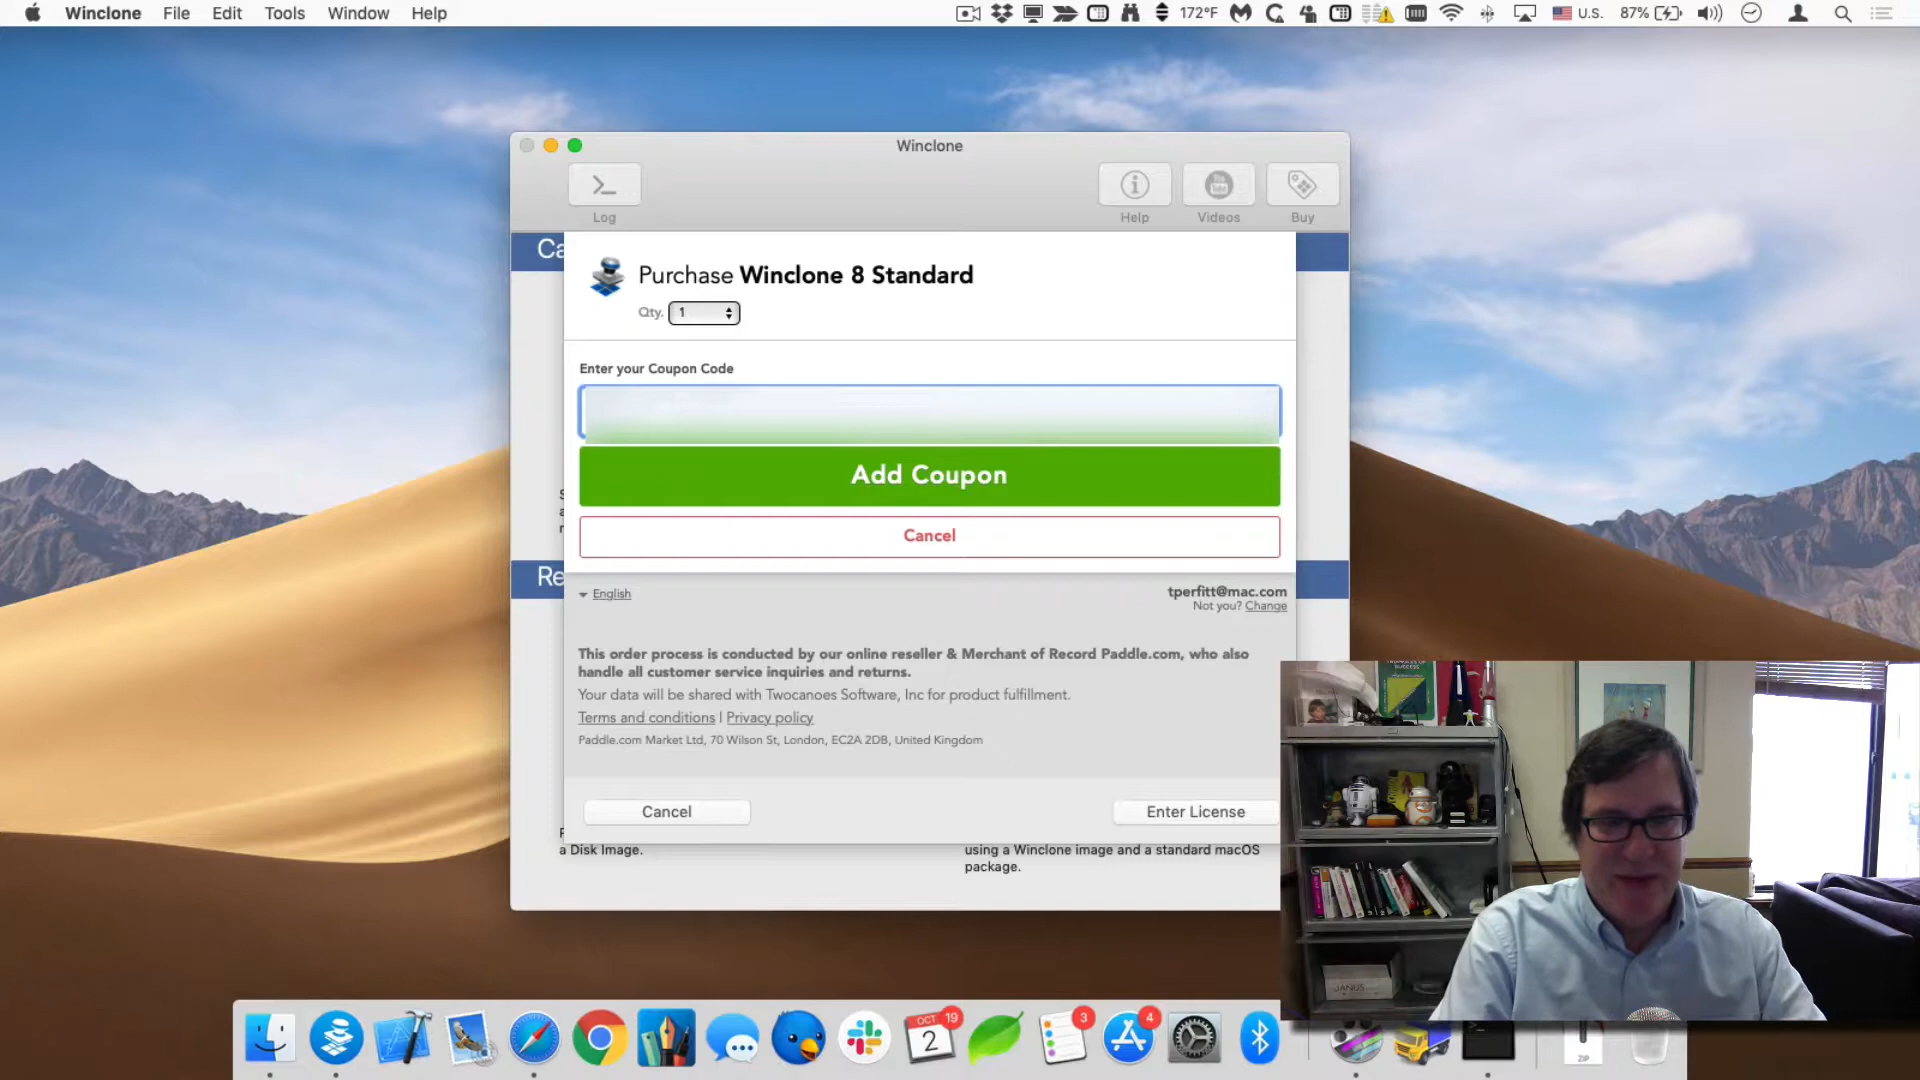 Winclone File Edit Tools Window Help
172°F U.S. 87%
Winclone
Log Help Videos Buy
Ca
Purchase Winclone 8 Standard
Qty. 1
Enter your Coupon Code
Add Coupon
Cancel
Re
English
tperfitt@mac.com
Not you? Change
This order process is conducted by our online reseller & Merchant of Record Paddle.com, who also
handle all customer service inquiries and returns.
Your data will be shared with Twocanoes Software, Inc for product fulfillment.
Terms and conditions | Privacy policy
Paddle.com Market Ltd, 70 Wilson St, London, EC2A 2DB, United Kingdom
Cancel Enter License
a Disk Image.
using a Winclone image and a standard macOS
package.
JANUS
OCT 19
2
3
4
ZIP